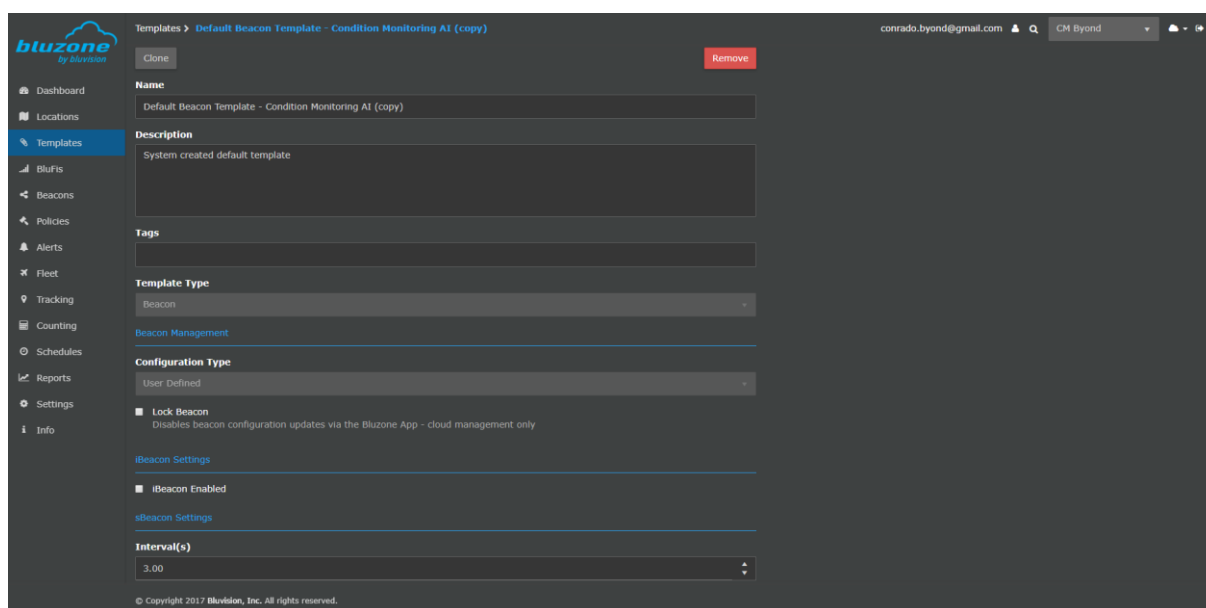 bluzone
by bluvision
Templates > Default Beacon Template - Condition Monitoring AI (copy)
conrado.byond@gmail.com
CM Byond
Dashboard
Locations
Templates
BluFis
Beacons
Policies
Alerts
Fleet
Tracking
Counting
Schedules
Reports
Settings
Info
Clone
Remove
Name
Default Beacon Template - Condition Monitoring AI (copy)
Description
System created default template
Tags
Template Type
Beacon
Beacon Management
Configuration Type
User Defined
Lock Beacon
Disables beacon configuration updates via the Bluzone App - cloud management only
iBeacon Settings
iBeacon Enabled
sBeacon Settings
Interval(s)
3.00
© Copyright 2017 Bluvision, Inc. All rights reserved.